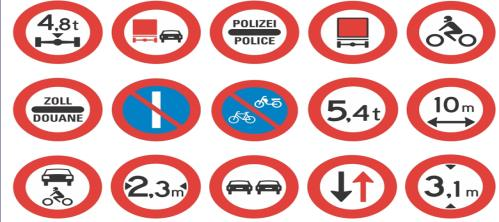 4,8t
POLIZEI
POLICE
ZOLL
DOUANE
5,4t
10m
2,3m
3,1m